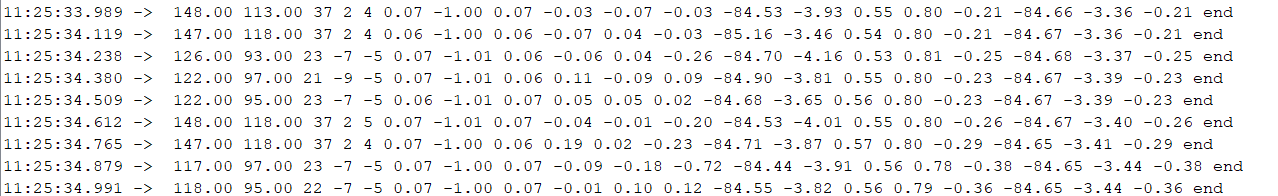 11:25:33.989 -> 148.00 113.00 37 2 4 0.07 -1.00 0.07 -0.03 -0.07 -0.03 -84.53 -3.93 0.55 0.80 -0.21 -84.66 -3.36 -0.21 end
11:25:34.119 -> 147.00 118.00 37 2 4 0.06 -1.00 0.06 -0.07 0.04 -0.03 -85.16 -3.46 0.54 0.80 -0.21 -84.67 -3.36 -0.21 end
11:25:34.238 -> 126.00 93.00 23 -7 -5 0.07 -1.01 0.06 -0.06 0.04 -0.26 -84.70 -4.16 0.53 0.81 -0.25 -84.68 -3.37 -0.25 end
11:25:34.380 -> 122.00 97.00 21 -9 -5 0.07 -1.01 0.06 0.11 -0.09 0.09 -84.90 -3.81 0.55 0.80 -0.23 -84.67 -3.39 -0.23 end
11:25:34.509 -> 122.00 95.00 23 -7 -5 0.06 -1.01 0.07 0.05 0.05 0.02 -84.68 -3.65 0.56 0.80 -0.23 -84.67 -3.39 -0.23 end
11:25:34.612 -> 148.00 118.00 37 2 5 0.07 -1.01 0.07 -0.04 -0.01 -0.20 -84.53 -4.01 0.55 0.80 -0.26 -84.67 -3.40 -0.26 end
11:25:34.765 -> 147.00 118.00 37 2 4 0.07 -1.00 0.06 0.19 0.02 -0.23 -84.71 -3.87 0.57 0.80 -0.29 -84.65 -3.41 -0.29 end
11:25:34.879 -> 117.00 97.00 23 -7 -5 0.07 -1.00 0.07 -0.09 -0.18 -0.72 -84.44 -3.91 0.56 0.78 -0.38 -84.65 -3.44 -0.38 end
11:25:34.991 -> 118.00 95.00 22 -7 -5 0.07 -1.00 0.07 -0.01 0.10 0.12 -84.55 -3.82 0.56 0.79 -0.36 -84.65 -3.44 -0.36 end